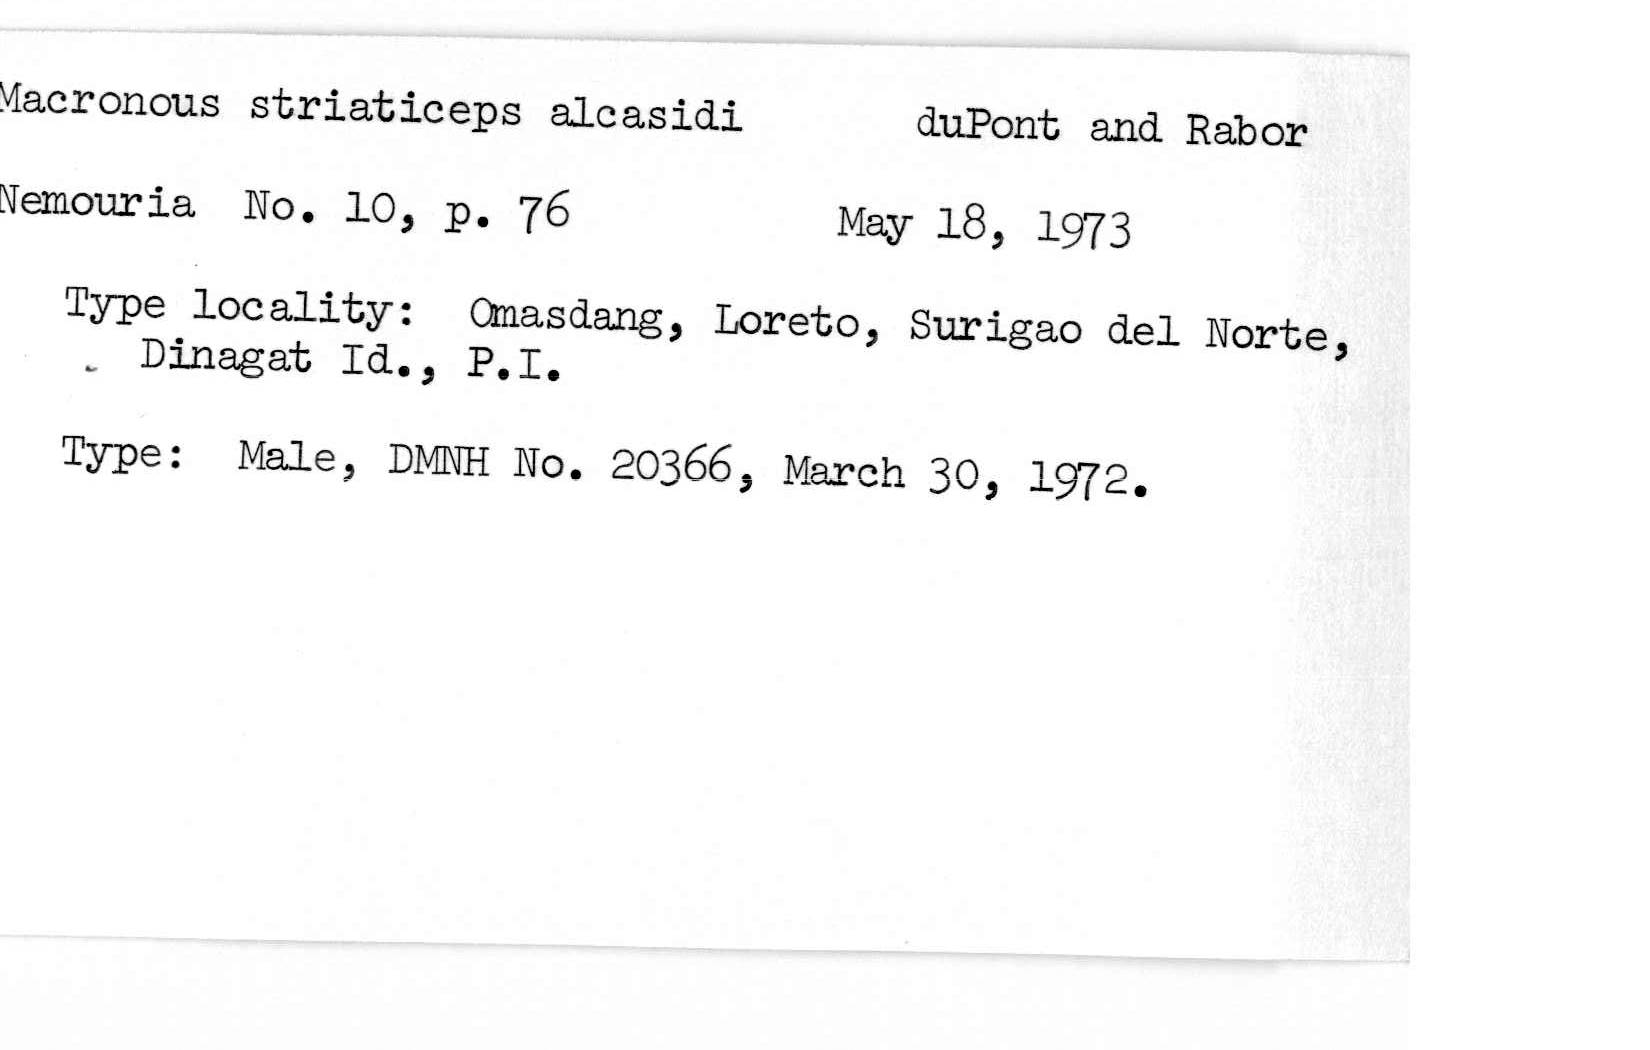 Macronous striaticeps alcasidi duPont and Rabor
Nemouria No. 10, p. 76 May 18, 1973
Type locality: Omasdang, Loreto, Surigao del Norte,
Dinagat Id., P.I.
Type: Male, DMNH No. 20366, March 30, 1972.